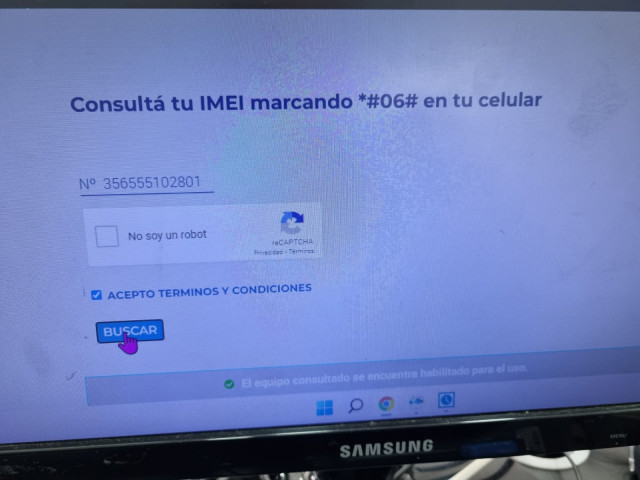 Consultá tu IMEI marcando *#06# en tu celular
Nº 356555102801
No soy un robot
reCAPTCHA
Privacidad - Términos
ACEPTO TERMINOS Y CONDICIONES
BUSCAR
El equipo consultado se encuentra habilitado para el uso.
SAMSUNG
MENU